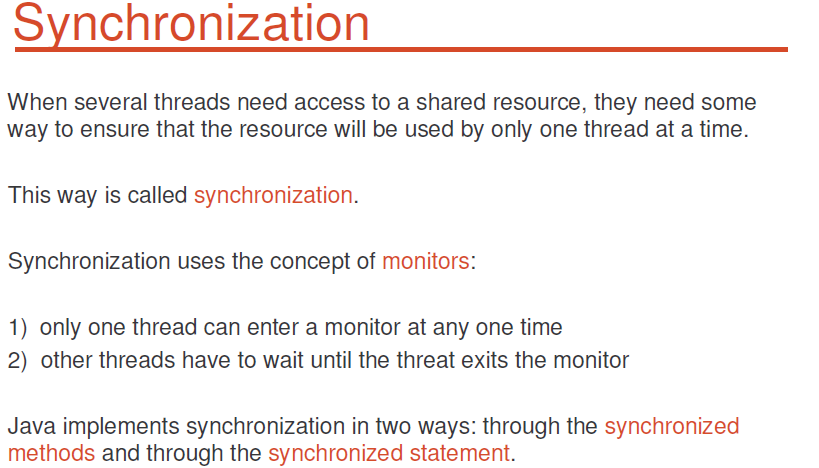 Synchronization
When several threads need access to a shared resource, they need some
way to ensure that the resource will be used by only one thread at a time.
This way is called synchronization.
Synchronization uses the concept of monitors:
1) only one thread can enter a monitor at any one time
2) other threads have to wait until the threat exits the monitor
Java implements synchronization in two ways: through the synchronized
methods and through the synchronized statement.